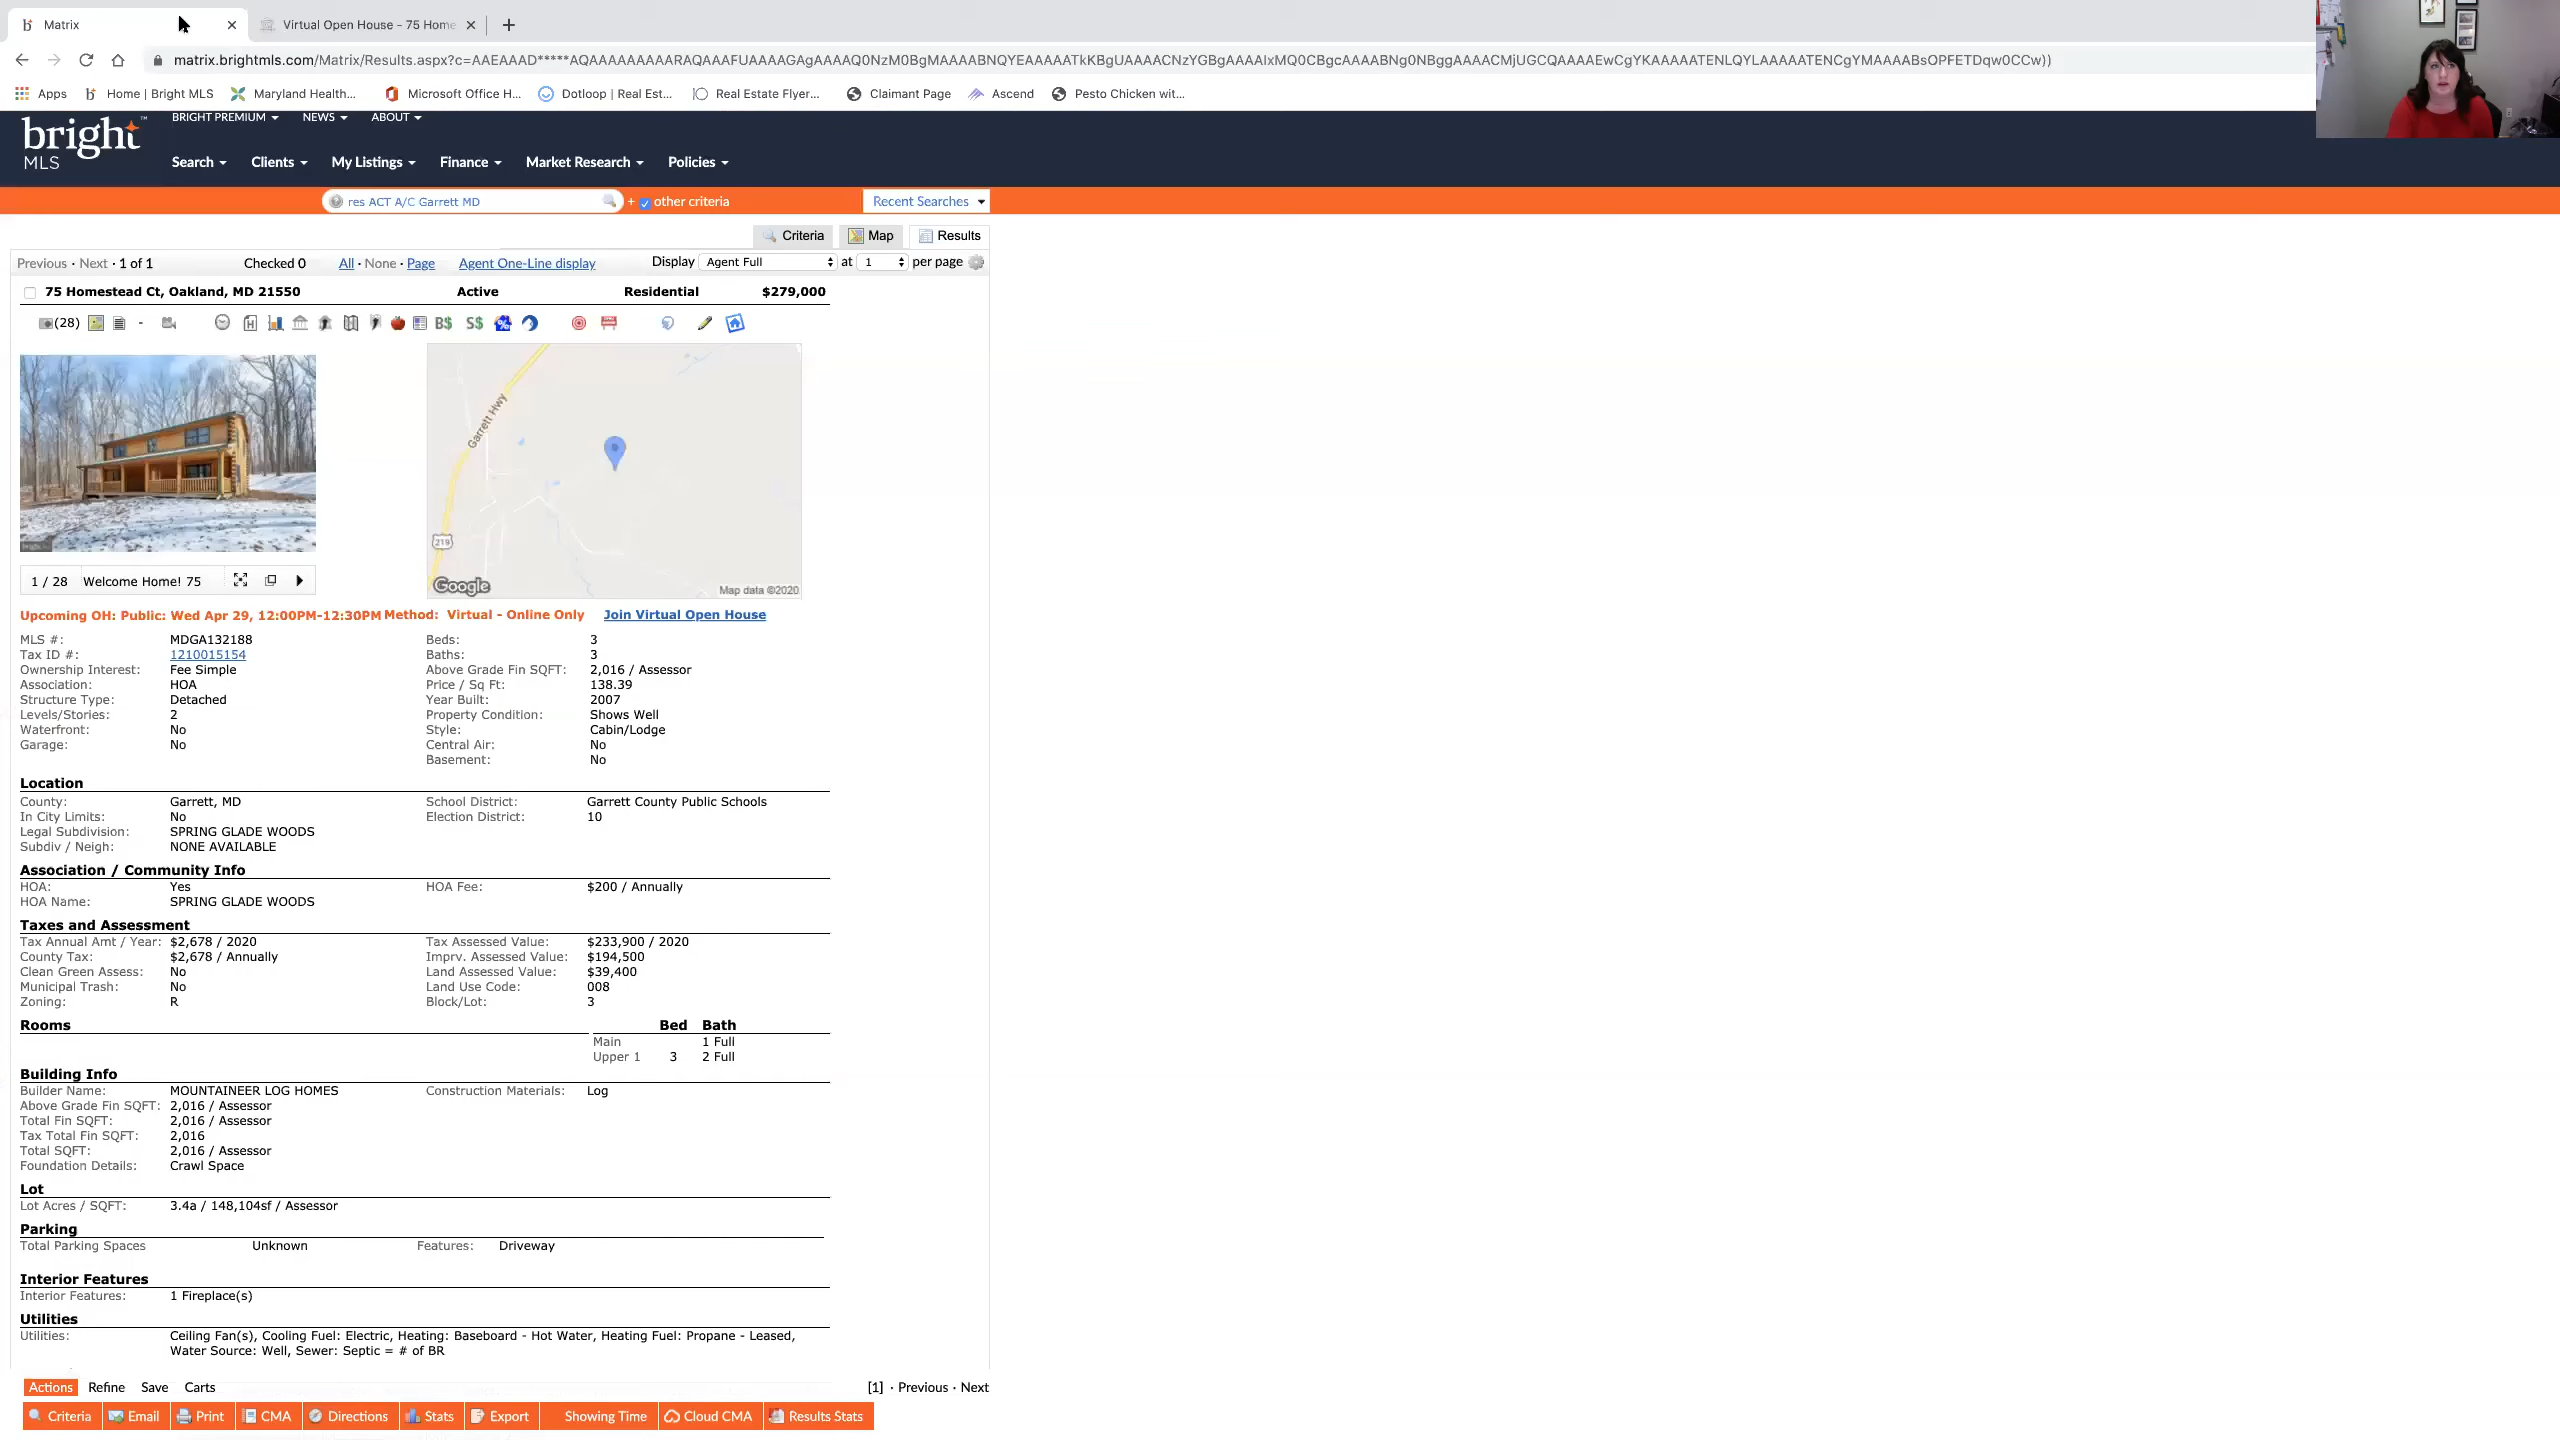 Matrix
Virtual Open House - 75 Home
matrix.brightmls.com/Matrix/Results.aspx?c=AAEAAAD*****AQAAAAAAAAARAQAAAFUAAAAGAgAAAAQ0NzM0BgMAAAABNQYEAAAAATkKBgUAAAACNzYGBgAAAAIxMQ0CBgcAAAABNg0NBggAAAACMjUGCQAAAAEwCgYKAAAAATENLQYLAAAAATENCgYMAAAABsOPFETDqw0CCw))
Apps Home | Bright MLS Maryland Health... Microsoft Office H... Dotloop | Real Est... Real Estate Flyer... Claimant Page Ascend Pesto Chicken wit...
bright™
MLS
BRIGHT PREMIUM NEWS ABOUT
Search Clients My Listings Finance Market Research Policies
res ACT A/C Garrett MD + other criteria Recent Searches
Criteria Map Results
Previous · Next · 1 of 1 Checked 0 All · None · Page Agent One-Line display Display Agent Full at 1 per page
75 Homestead Ct, Oakland, MD 21550 Active Residential $279,000
(28) - B$ S$
Garrett Hwy
219
Google
Map data ©2020
1 / 28 Welcome Home! 75
Upcoming OH: Public: Wed Apr 29, 12:00PM-12:30PM Method: Virtual - Online Only Join Virtual Open House
MLS #: MDGA132188 Beds: 3
Tax ID #: 1210015154 Baths: 3
Ownership Interest: Fee Simple Above Grade Fin SQFT: 2,016 / Assessor
Association: HOA Price / Sq Ft: 138.39
Structure Type: Detached Year Built: 2007
Levels/Stories: 2 Property Condition: Shows Well
Waterfront: No Style: Cabin/Lodge
Garage: No Central Air: No
Basement: No
Location
County: Garrett, MD School District: Garrett County Public Schools
In City Limits: No Election District: 10
Legal Subdivision: SPRING GLADE WOODS
Subdiv / Neigh: NONE AVAILABLE
Association / Community Info
HOA: Yes HOA Fee: $200 / Annually
HOA Name: SPRING GLADE WOODS
Taxes and Assessment
Tax Annual Amt / Year: $2,678 / 2020 Tax Assessed Value: $233,900 / 2020
County Tax: $2,678 / Annually Imprv. Assessed Value: $194,500
Clean Green Assess: No Land Assessed Value: $39,400
Municipal Trash: No Land Use Code: 008
Zoning: R Block/Lot: 3
Rooms Bed Bath
Main 1 Full
Upper 1 3 2 Full
Building Info
Builder Name: MOUNTAINEER LOG HOMES Construction Materials: Log
Above Grade Fin SQFT: 2,016 / Assessor
Total Fin SQFT: 2,016 / Assessor
Tax Total Fin SQFT: 2,016
Total SQFT: 2,016 / Assessor
Foundation Details: Crawl Space
Lot
Lot Acres / SQFT: 3.4a / 148,104sf / Assessor
Parking
Total Parking Spaces Unknown Features: Driveway
Interior Features
Interior Features: 1 Fireplace(s)
Utilities
Utilities: Ceiling Fan(s), Cooling Fuel: Electric, Heating: Baseboard - Hot Water, Heating Fuel: Propane - Leased,
Water Source: Well, Sewer: Septic = # of BR
Actions Refine Save Carts [1] · Previous · Next
Criteria Email Print CMA Directions Stats Export Showing Time Cloud CMA Results Stats